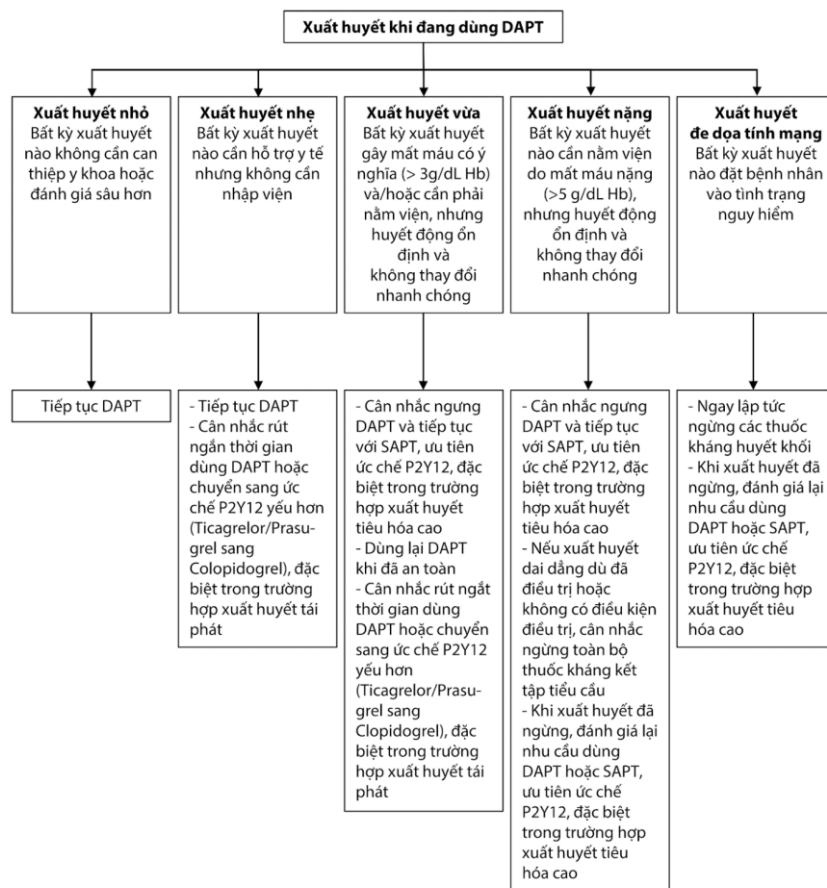 Xuất huyết khi đang dùng DAPT
Xuất huyết nhỏ
Bất kỳ xuất huyết
nào không cần can
thiệp y khoa hoặc
đánh giá sâu hơn
Xuất huyết nhẹ
Bất kỳ xuất huyết
nào cần hỗ trợ y tế
nhưng không cần
nhập viện
Xuất huyết vừa
Bất kỳ xuất huyết
gây mất máu có ý
nghĩa (> 3g/dL Hb)
và/hoặc cần phải
nằm viện, nhưng
huyết động ổn
định và
không thay đổi
nhanh chóng
Xuất huyết nặng
Bất kỳ xuất huyết
nào cần nằm viện
do mất máu nặng
(>5 g/dL Hb),
nhưng huyết động
ổn định và
không thay đổi
nhanh chóng
Xuất huyết
đe dọa tính mạng
Bất kỳ xuất huyết
nào đặt bệnh nhân
vào tình trạng
nguy hiểm
Tiếp tục DAPT
- Tiếp tục DAPT
- Cân nhắc rút
ngắn thời gian
dùng DAPT hoặc
chuyển sang ức
chế P2Y12 yếu hơn
(Ticagrelor/Prasu-
grel sang
Colopidogrel), đặc
biệt trong trường
hợp xuất huyết tái
phát
- Cân nhắc ngưng
DAPT và tiếp tục
với SAPT, ưu tiên
ức chế P2Y12, đặc
biệt trong trường
hợp xuất huyết
tiêu hóa cao
- Dùng lại DAPT
khi đã an toàn
- Cân nhắc rút ngắt
thời gian dùng
DAPT hoặc chuyển
sang ức chế P2Y12
yếu hơn
(Ticagrelor/Prasu-
grel sang
Clopidogrel), đặc
biệt trong trường
hợp xuất huyết tái
phát
- Cân nhắc ngưng
DAPT và tiếp tục
với SAPT, ưu tiên
ức chế P2Y12, đặc
biệt trong trường
hợp xuất huyết
tiêu hóa cao
- Nếu xuất huyết
dai dẳng dù đã
điều trị hoặc
không có điều kiện
điều trị, cân nhắc
ngừng toàn bộ
thuốc kháng kết
tập tiểu cầu
- Khi xuất huyết đã
ngừng, đánh giá lại
nhu cầu dùng
DAPT hoặc SAPT,
ưu tiên ức chế
P2Y12, đặc biệt
trong trường hợp
xuất huyết tiêu
hóa cao
- Ngay lập tức
ngừng các thuốc
kháng huyết khối
- Khi xuất huyết đã
ngừng, đánh giá lại
nhu cầu dùng
DAPT hoặc SAPT,
ưu tiên ức chế
P2Y12, đặc biệt
trong trường hợp
xuất huyết tiêu
hóa cao